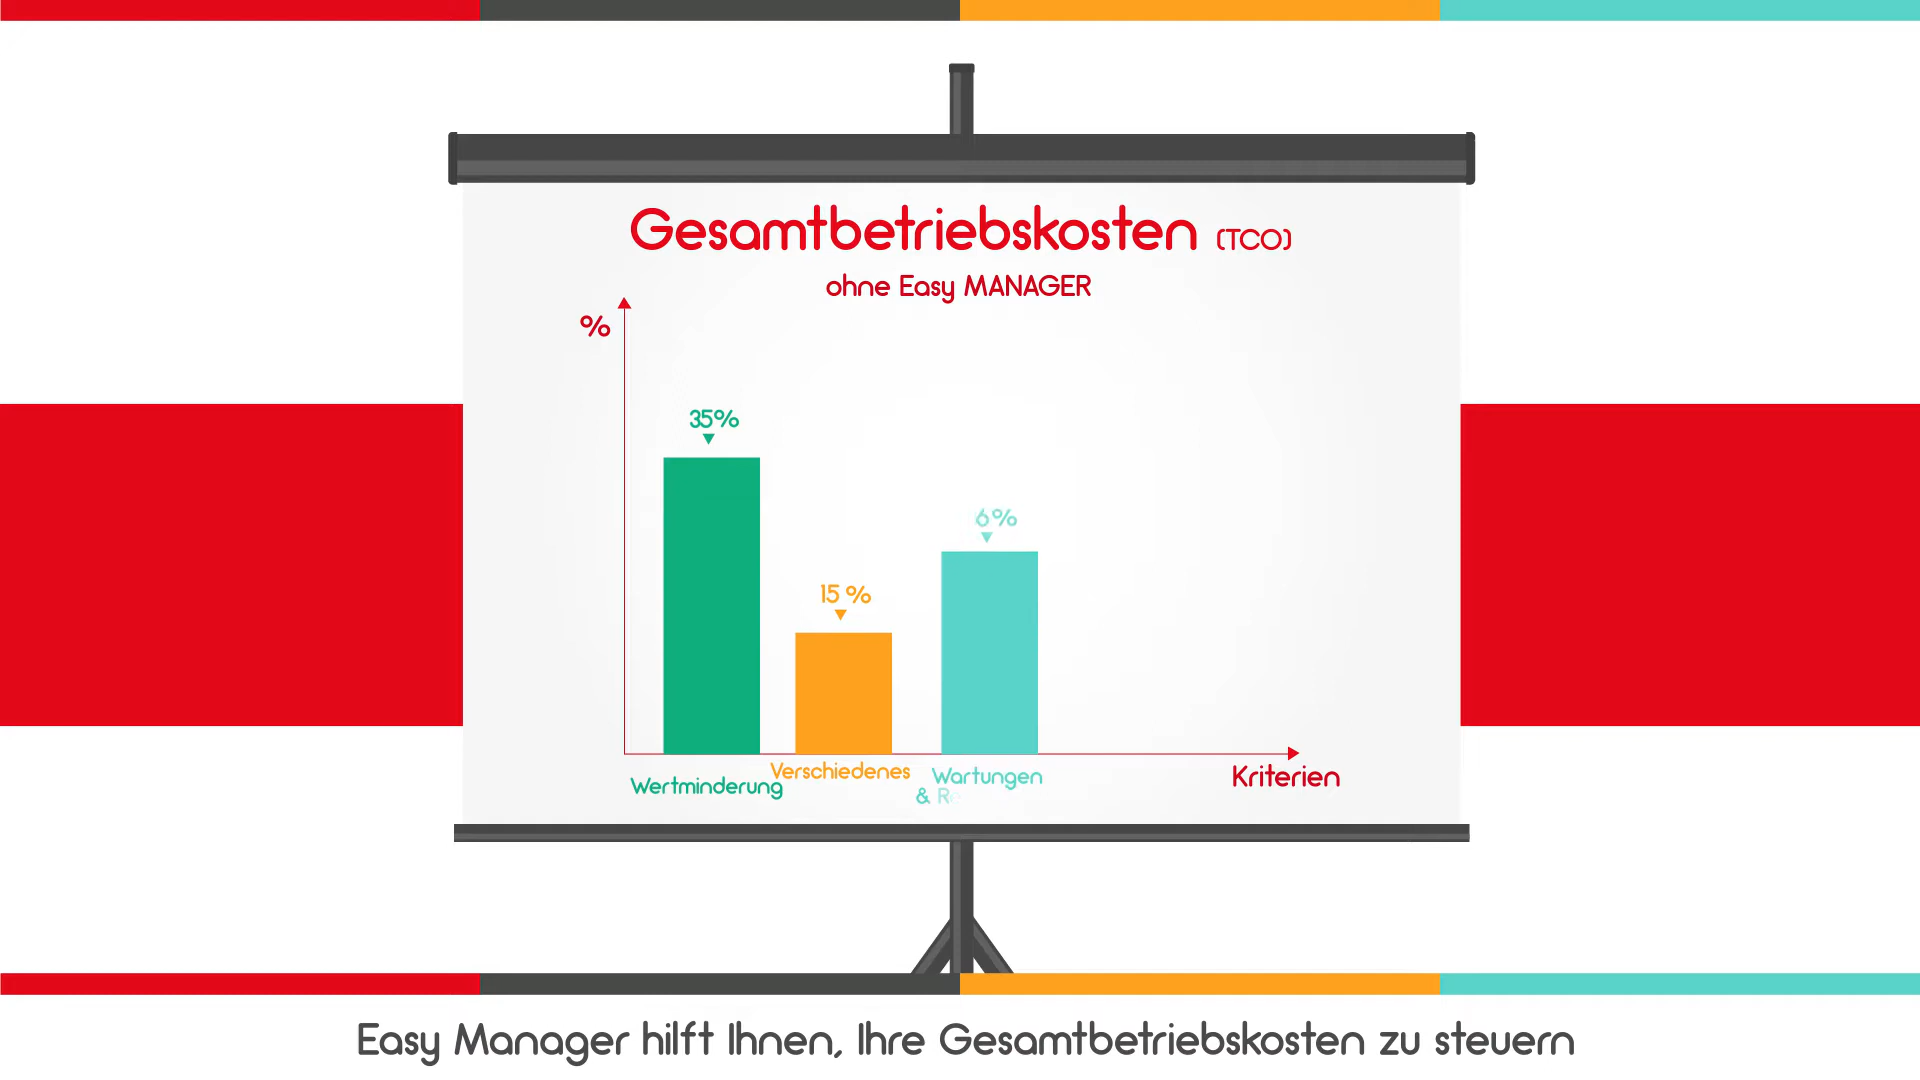 Gesamtbetriebskosten (TCO)
ohne Easy MANAGER
%
35%
6%
15 %
Verschiedenes
Wartungen
Kriterien
Wertminderung
&
Easy Manager hilft Ihnen, Ihre Gesamtbetriebskosten zu steuern